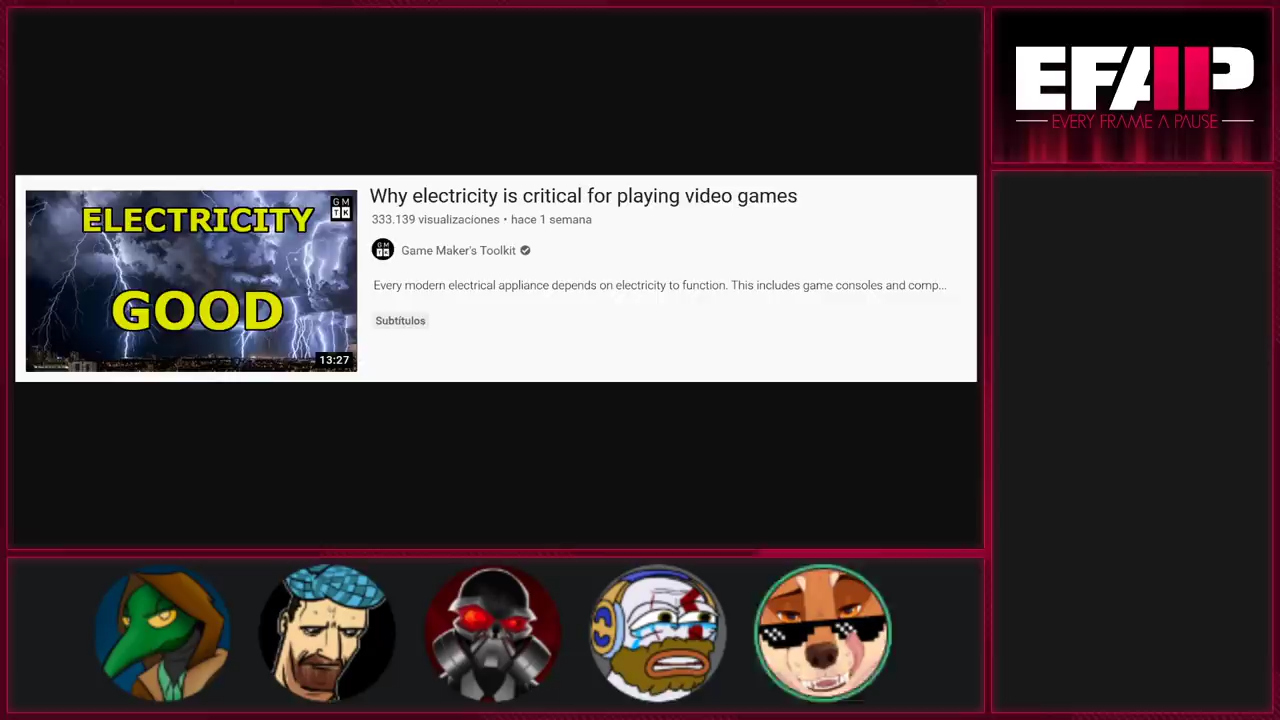 EFAP
EVERY FRAME A PAUSE
ELECTRICITY
GM
TK
GOOD
13:27
Why electricity is critical for playing video games
333.139 visualizaciones • hace 1 semana
GM
TK
Game Maker's Toolkit
Every modern electrical appliance depends on electricity to function. This includes game consoles and comp...
Subtítulos